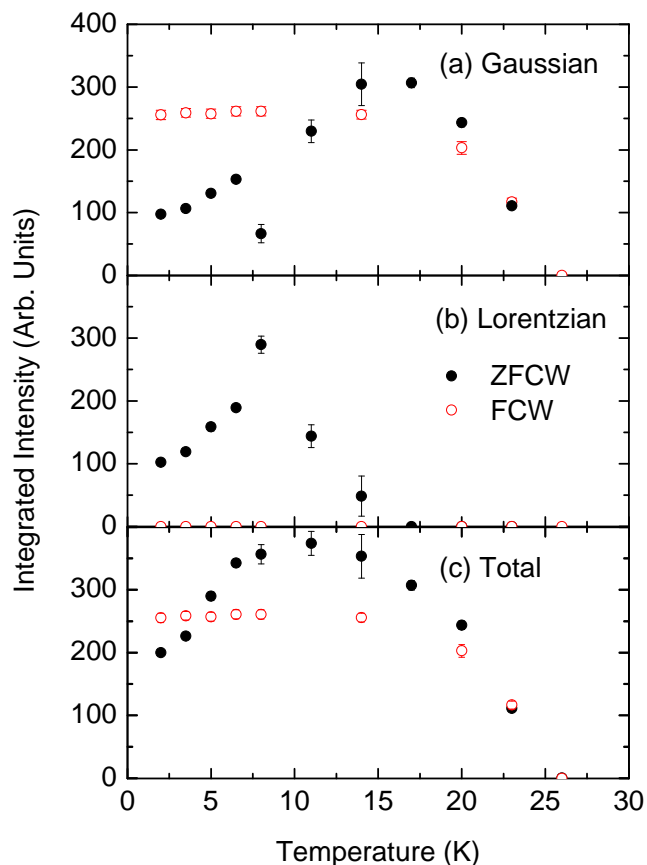 400
(a) Gaussian
300
200
100
0
(b) Lorentzian
300
ZFCW
200
FCW
100
0
(c) Total
300
200
100
0
0 5 10 15 20 25 30
Temperature (K)
Integrated Intensity (Arb. Units)